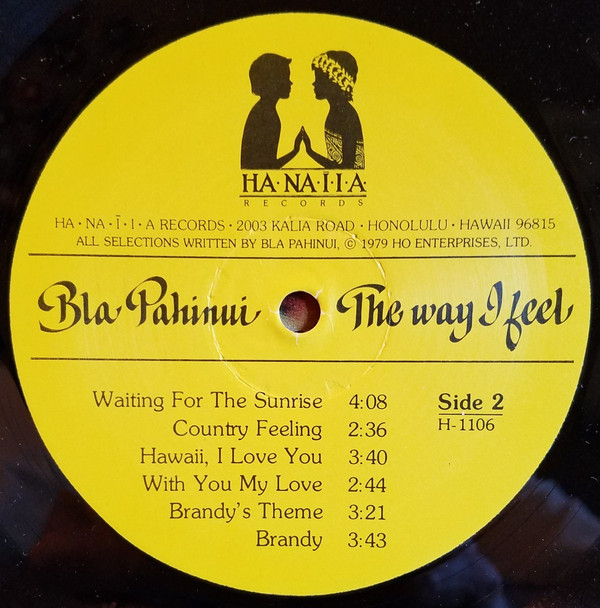 HA·NA·Ī·I·A
RECORDS
HA·NA·Ī·I·A RECORDS · 2003 KALIA ROAD · HONOLULU · HAWAII 96815
ALL SELECTIONS WRITTEN BY BLA PAHINUI, © 1979 HO ENTERPRISES, LTD.
Bla Pahinui The way I feel
Waiting For The Sunrise 4:08
Country Feeling 2:36
Hawaii, I Love You 3:40
With You My Love 2:44
Brandy's Theme 3:21
Brandy 3:43
Side 2
H-1106